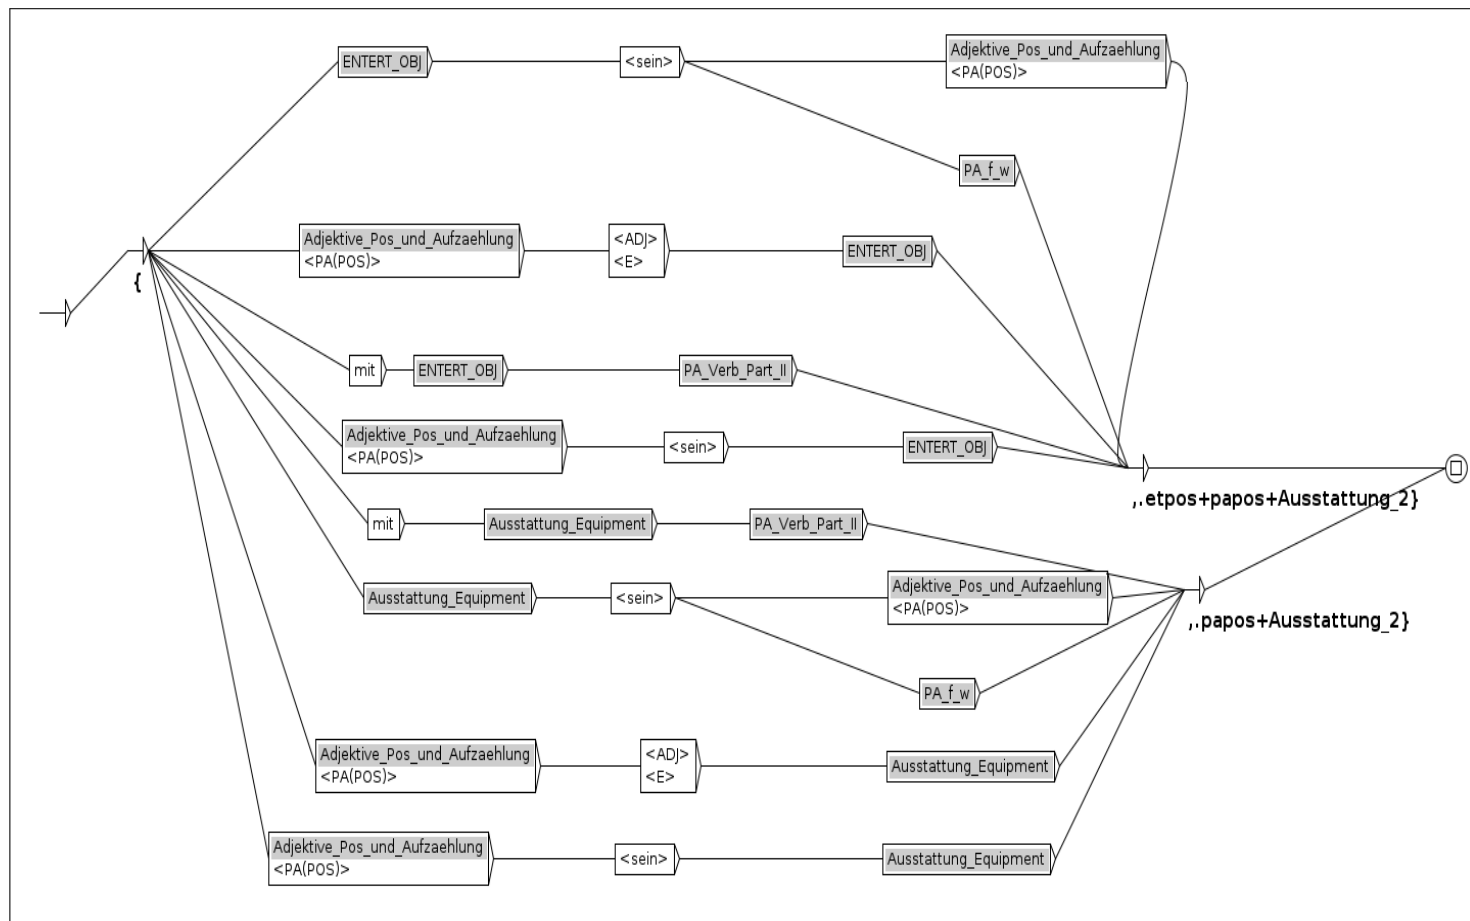 ENTERT_OBJ <sein> Adjektive_Pos_und_Aufzaehlung
<PA(POS)>
PA_f_w
Adjektive_Pos_und_Aufzaehlung <ADJ> ENTERT_OBJ
<PA(POS)> <E>
{
mit ENTERT_OBJ PA_Verb_Part_II
Adjektive_Pos_und_Aufzaehlung <sein> ENTERT_OBJ
<PA(POS)>
,.etpos+papos+Ausstattung_2}
mit Ausstattung_Equipment PA_Verb_Part_II
Ausstattung_Equipment <sein> Adjektive_Pos_und_Aufzaehlung
<PA(POS)>
,.papos+Ausstattung_2}
PA_f_w
Adjektive_Pos_und_Aufzaehlung <ADJ> Ausstattung_Equipment
<PA(POS)> <E>
Adjektive_Pos_und_Aufzaehlung <sein> Ausstattung_Equipment
<PA(POS)>